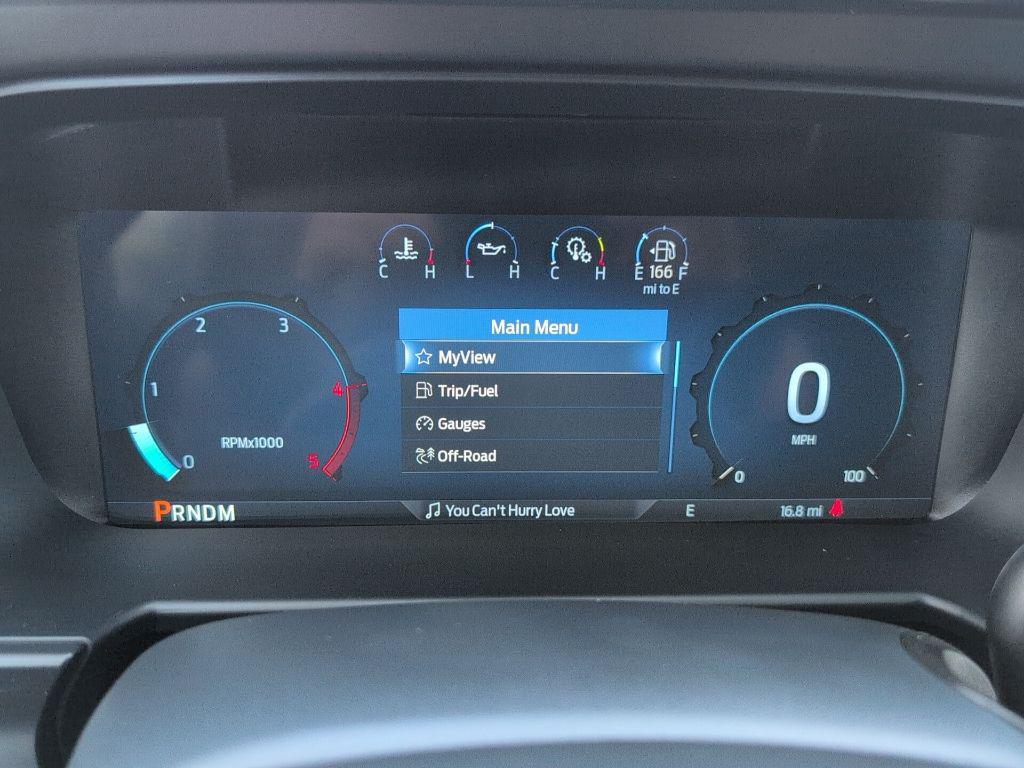 C H
L H
C H
E 166 F
mi to E
Main Menu
MyView
Trip/Fuel
Gauges
Off-Road
0
1
2
3
4
5
RPMx1000
0
MPH
0
100
PRNDM
You Can't Hurry Love
E
16.8 mi